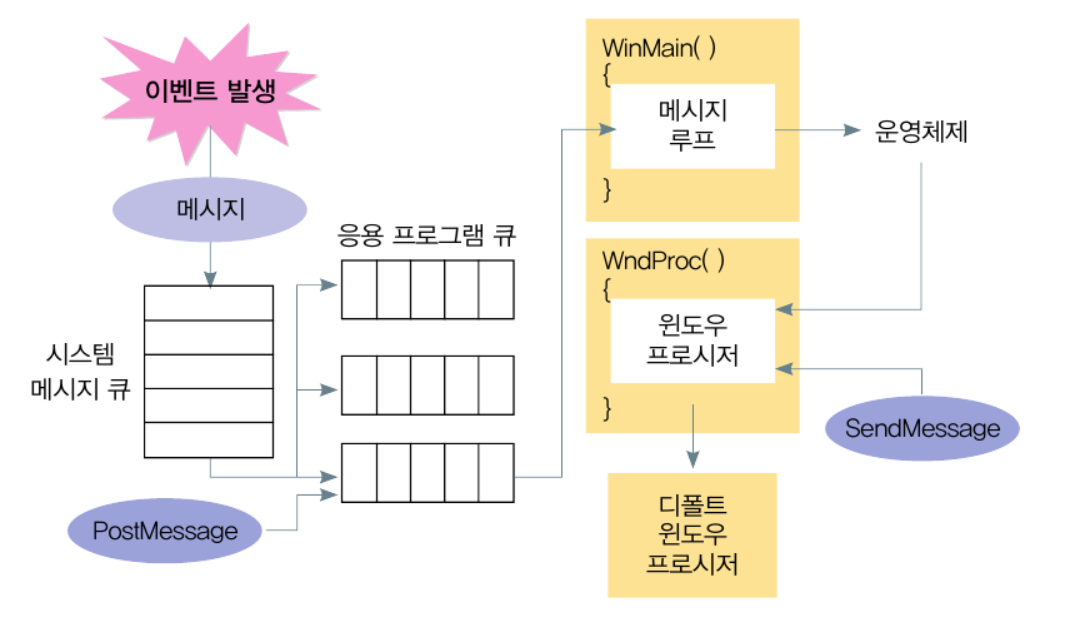 이벤트 발생
메시지
시스템
메시지 큐
PostMessage
응용 프로그램 큐
WinMain( )
{
메시지
루프
}
운영체제
WndProc( )
{
윈도우
프로시저
}
SendMessage
디폴트
윈도우
프로시저